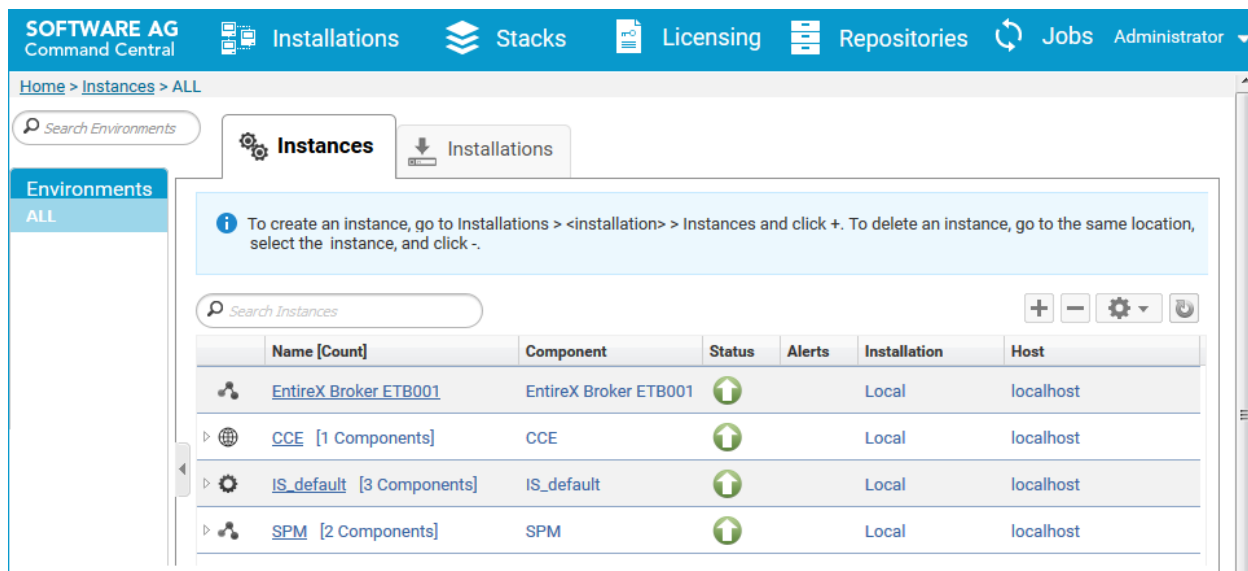 SOFTWARE AG
Command Central
Installations
Stacks
Licensing
Repositories
Jobs
Administrator
Home > Instances > ALL
Search Environments
Instances
Installations
Environments
ALL
To create an instance, go to Installations > <installation> > Instances and click +. To delete an instance, go to the same location,
select the instance, and click -.
Search Instances
Name [Count] Component Status Alerts Installation Host
EntireX Broker ETB001 EntireX Broker ETB001 Local localhost
CCE [1 Components] CCE Local localhost
IS_default [3 Components] IS_default Local localhost
SPM [2 Components] SPM Local localhost